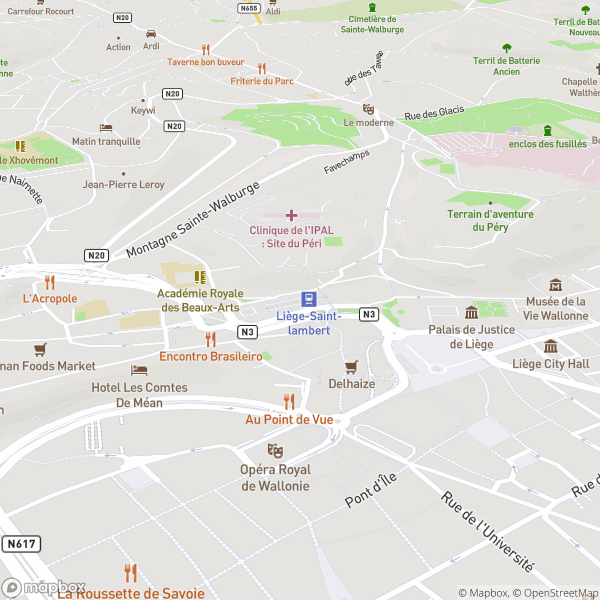 Carrefour Rocourt
N655
Aldi
Cimetière de
Sainte-Walburge
Terril de Batterie
Nouveau
N20
Ardi
Action
Taverne bon buveur
Terril de Batterie
Ancien
Friterie du Parc
Chapelle
Walthè
Keywi
N20
Le moderne
Rue des Glacis
N20
Matin tranquille
enclos des fusillés
le Xhovémont
Favechamps
Jean-Pierre Leroy
ue Naimette
Montagne Sainte-Walburge
Terrain d'aventure
du Péry
Clinique de l'IPAL
: Site du Péri
N20
L'Acropole
Académie Royale
des Beaux-Arts
Liège-Saint-
lambert
N3
N3
Palais de Justice
de Liège
Musée de la
Vie Wallonne
Encontro Brasileiro
Liège City Hall
man Foods Market
Hotel Les Comtes
De Méan
Delhaize
Au Point de Vue
Opéra Royal
de Wallonie
Pont d'Île
Rue de l'Université
Rue de
N617
La Roussette de Savoie
mapbox
© Mapbox, © OpenStreetMap